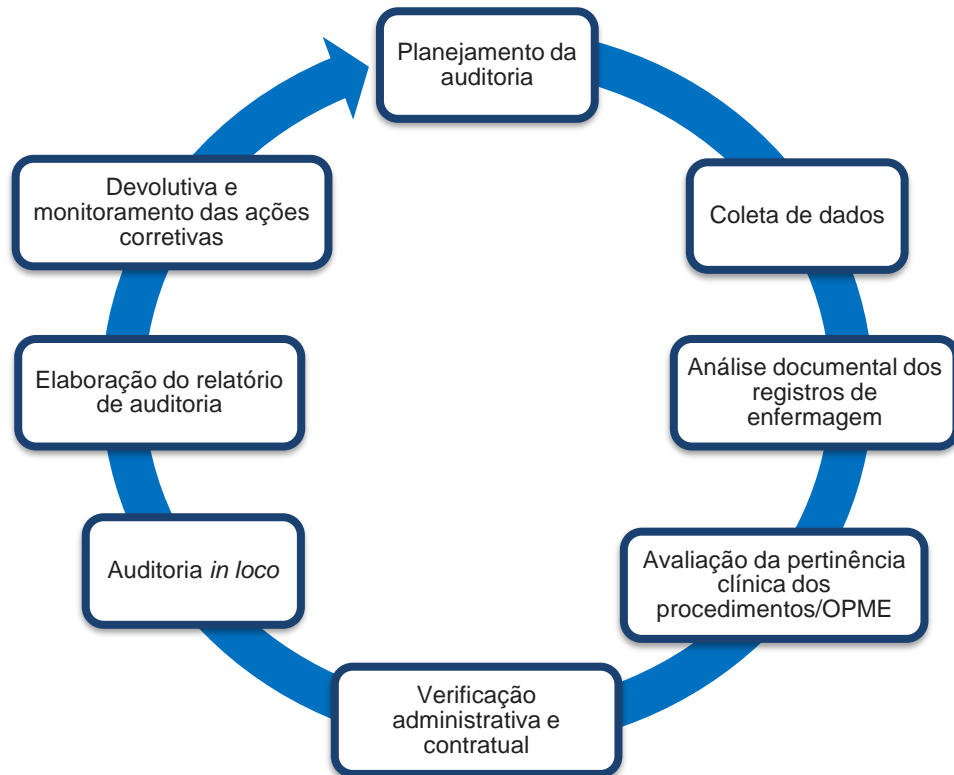 Planejamento da
auditoria
Coleta de dados
Análise documental dos
registros de
enfermagem
Avaliação da pertinência
clínica dos
procedimentos/OPME
Verificação
administrativa e
contratual
Auditoria in loco
Elaboração do relatório
de auditoria
Devolutiva e
monitoramento das ações
corretivas